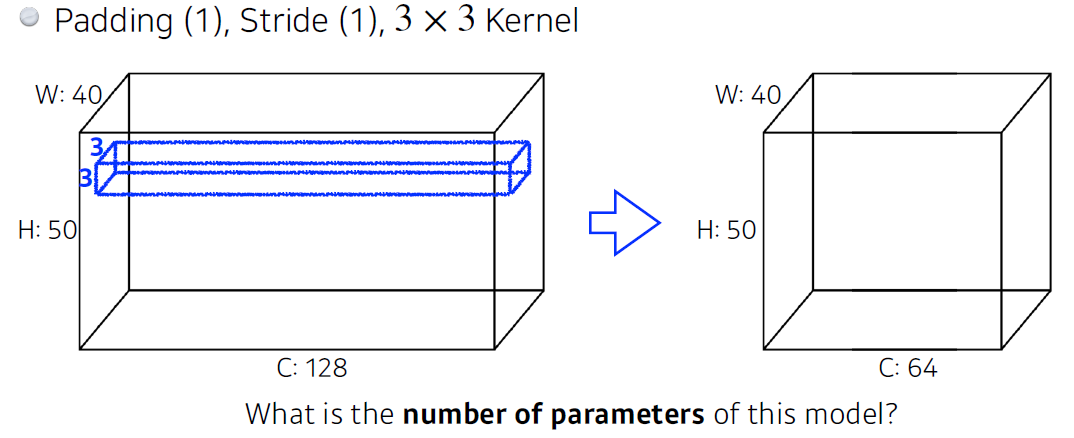 Padding (1), Stride (1), 3 × 3 Kernel
W: 40
3
3
H: 50
C: 128
W: 40
H: 50
C: 64
What is the number of parameters of this model?